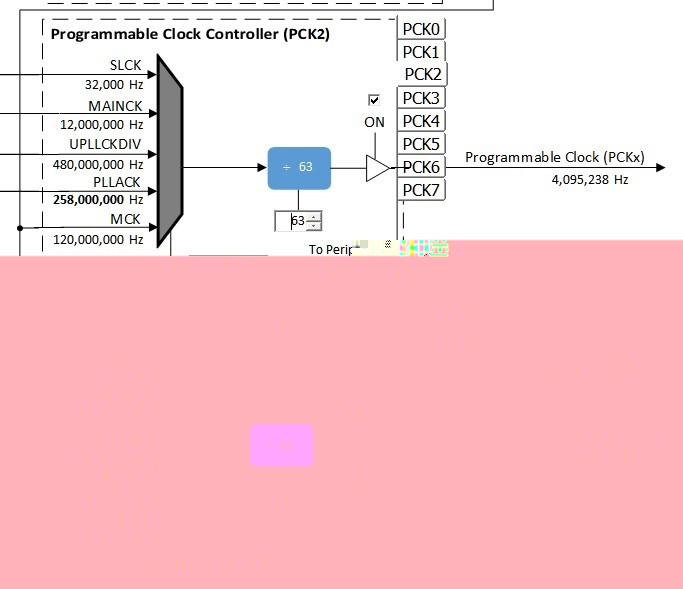 Programmable Clock Controller (PCK2)
PCK0
PCK1
PCK2
PCK3
PCK4
PCK5
PCK6
PCK7
SLCK
32,000 Hz
MAINCK
12,000,000 Hz
UPLLCKDIV
480,000,000 Hz
PLLACK
258,000,000 Hz
MCK
120,000,000 Hz
÷ 63
63
ON
Programmable Clock (PCKx)
4,095,238 Hz
To Perip